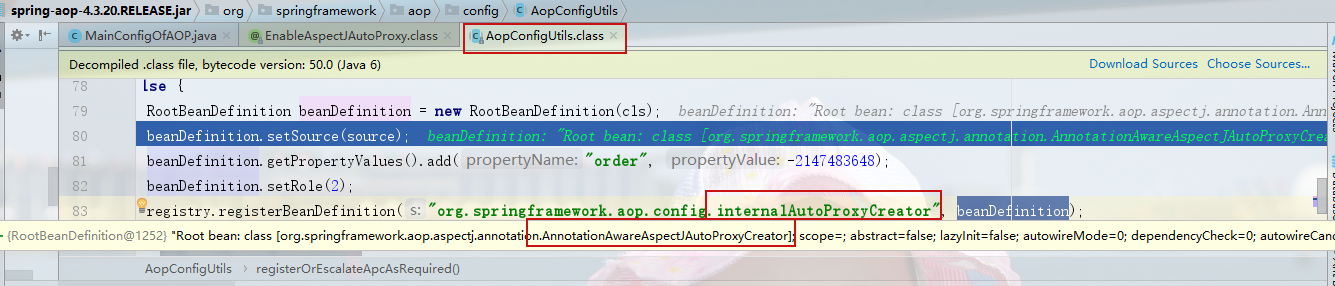 spring-aop-4.3.20.RELEASE.jar org springframework aop config AopConfigUtils
MainConfigOfAOP.java EnableAspectJAutoProxy.class AopConfigUtils.class
Decompiled .class file, bytecode version: 50.0 (Java 6) Download Sources Choose Sources...
78 lse {
79 RootBeanDefinition beanDefinition = new RootBeanDefinition(cls); beanDefinition: "Root bean: class [org.springframework.aop.aspectj.annotation.Ann
80 beanDefinition.setSource(source); beanDefinition: "Root bean: class [org.springframework.aop.aspectj.annotation.AnnotationAwareAspectJAutoProxyCrea
81 beanDefinition.getPropertyValues().add( propertyName: "order", propertyValue: -2147483648);
82 beanDefinition.setRole(2);
83 registry.registerBeanDefinition( s: "org.springframework.aop.config.internalAutoProxyCreator", beanDefinition);
{RootBeanDefinition@1252} "Root bean: class [org.springframework.aop.aspectj.annotation.AnnotationAwareAspectJAutoProxyCreator]; scope=; abstract=false; lazyInit=false; autowireMode=0; dependencyCheck=0; autowireCand
AopConfigUtils registerOrEscalateApcAsRequired()